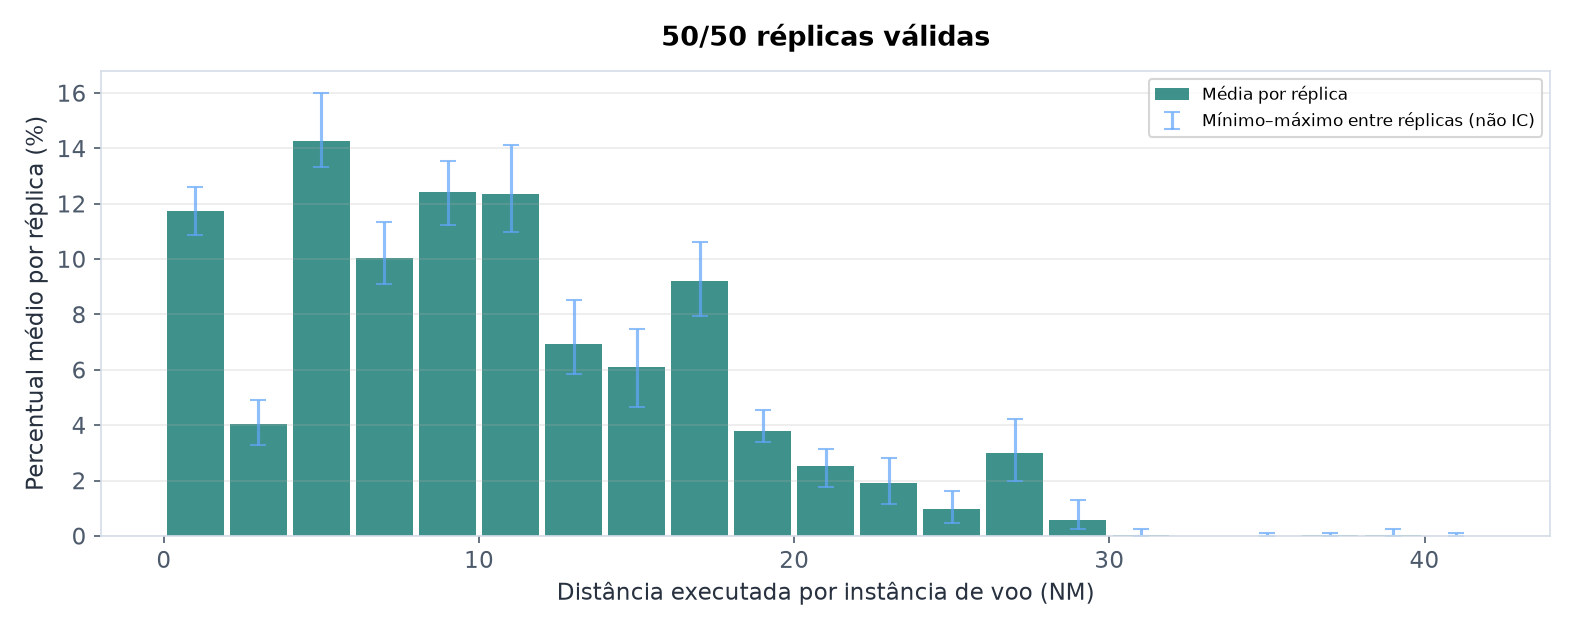 50/50 réplicas válidas
Média por réplica
Mínimo–máximo entre réplicas (não IC)
Percentual médio por réplica (%)
16
14
12
10
8
6
4
2
0
0 10 20 30 40
Distância executada por instância de voo (NM)